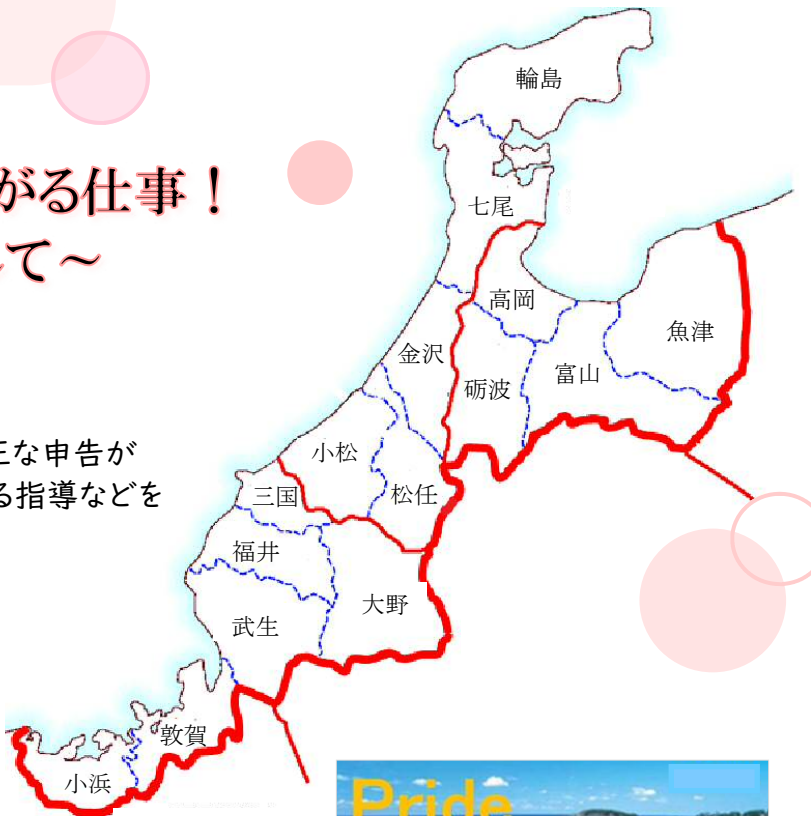 がる仕事！
して～
正な申告が
る指導などを
輪島
七尾
高岡
魚津
金沢
富山
砺波
小松
松任
三国
福井
大野
武生
敦賀
小浜
Pride